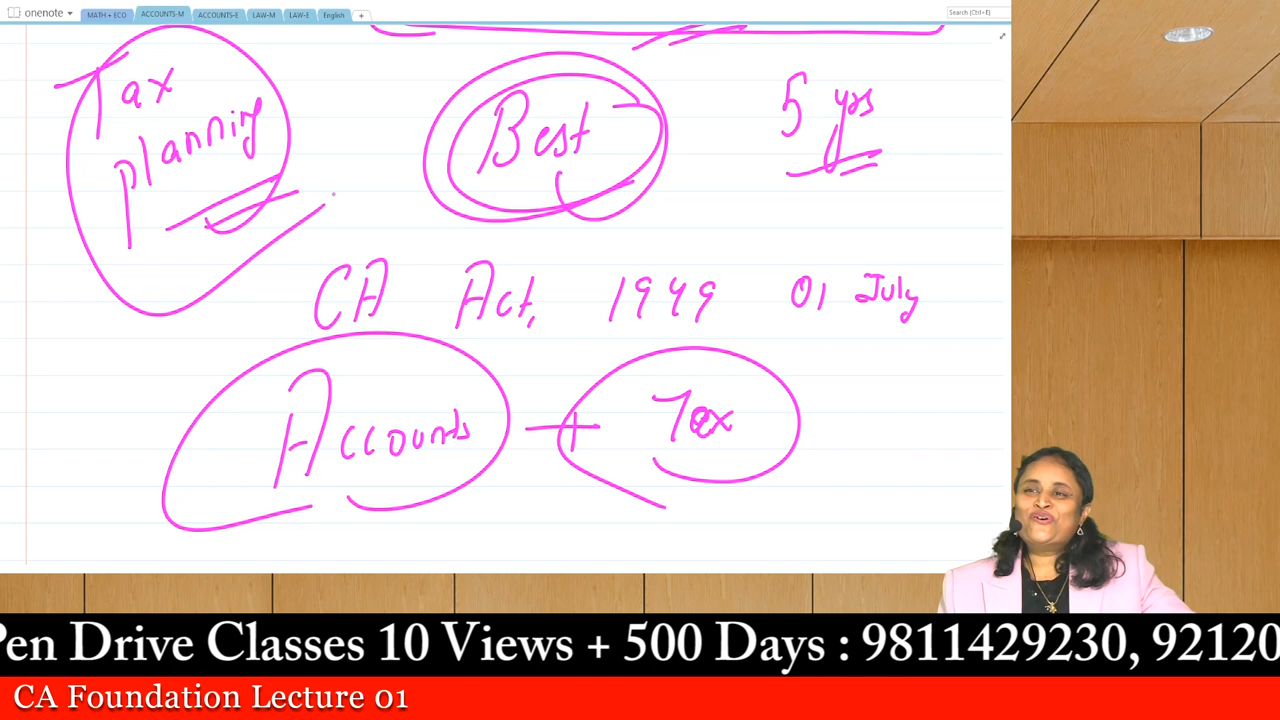 onenote
MATH + ECO
ACCOUNTS-M
ACCOUNTS-E
LAW-M
LAW-E
English
Search (Ctrl+E)
Tax
planning
Best
5 yrs
CA Act, 1949 01 July
Accounts + Tax
Pen Drive Classes 10 Views + 500 Days : 9811429230, 92120
CA Foundation Lecture 01